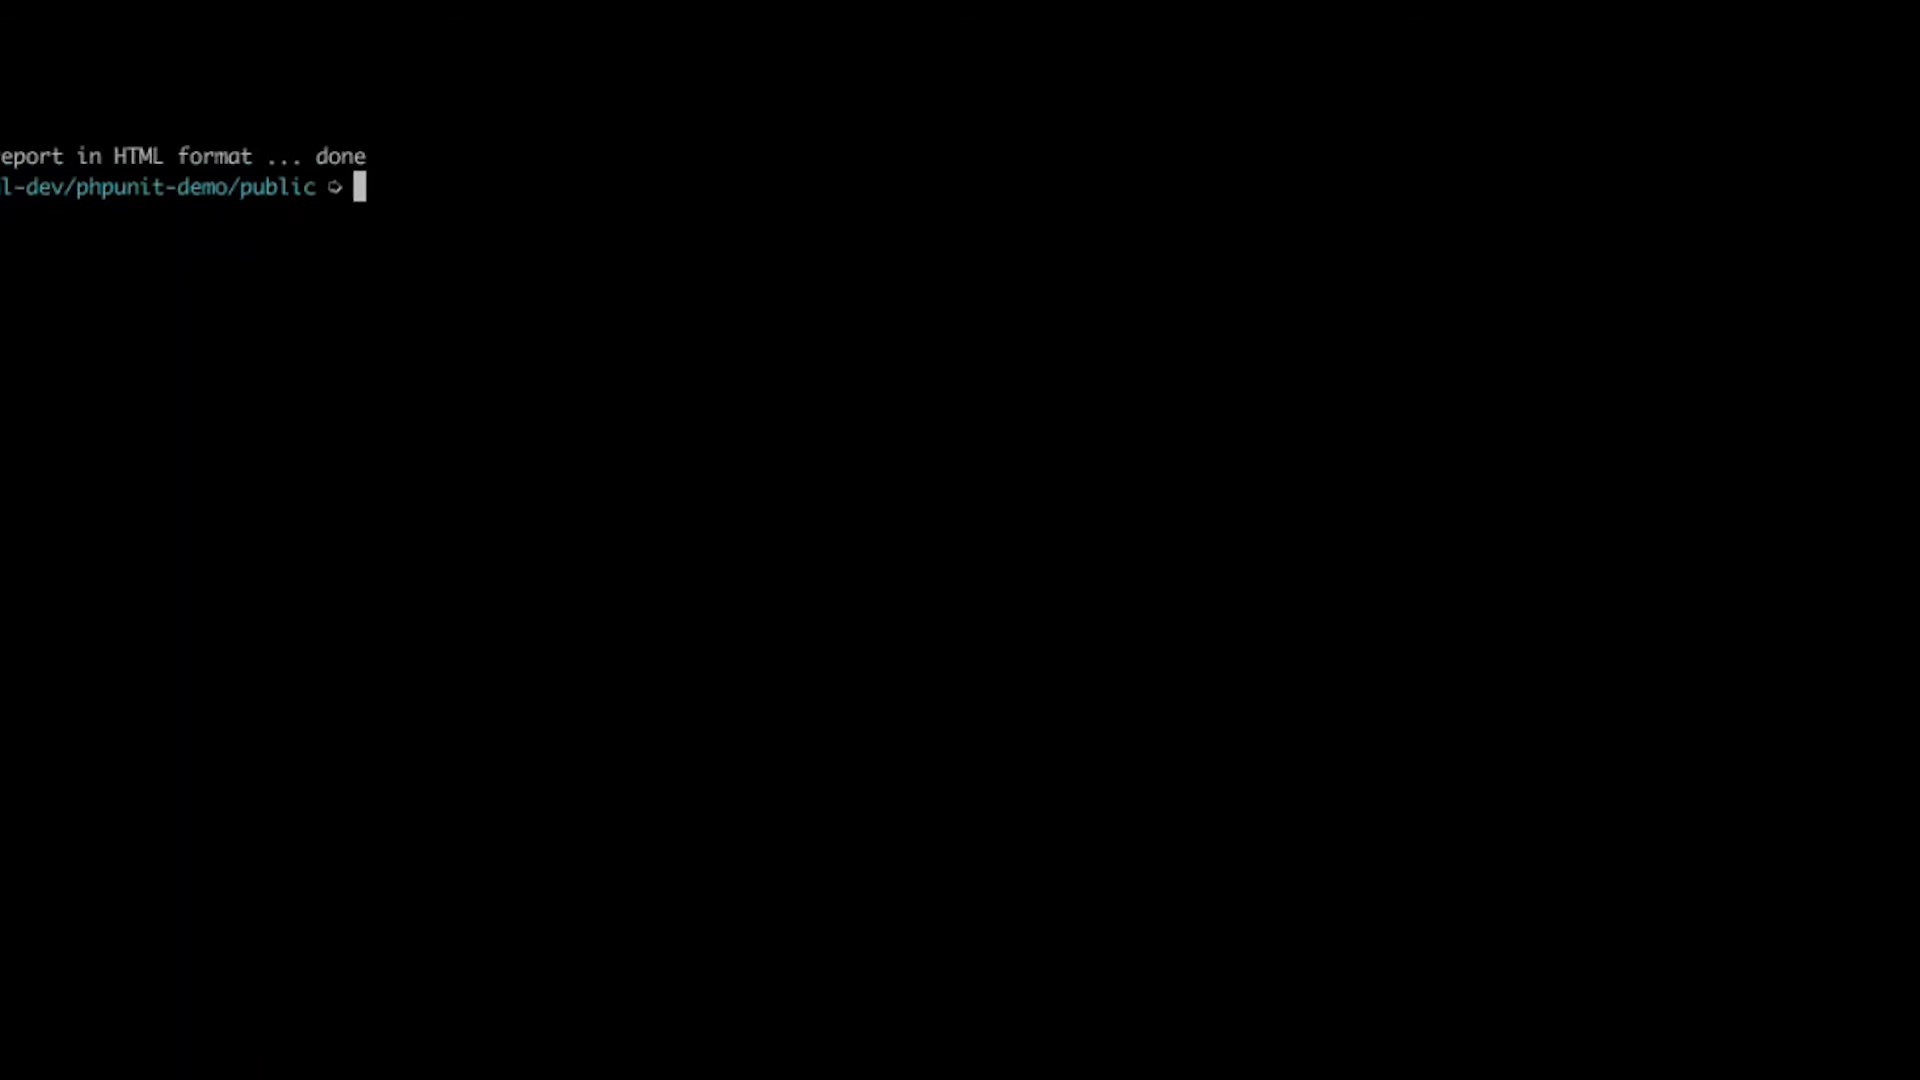 eport in HTML format ... done
l-dev/phpunit-demo/public ➩